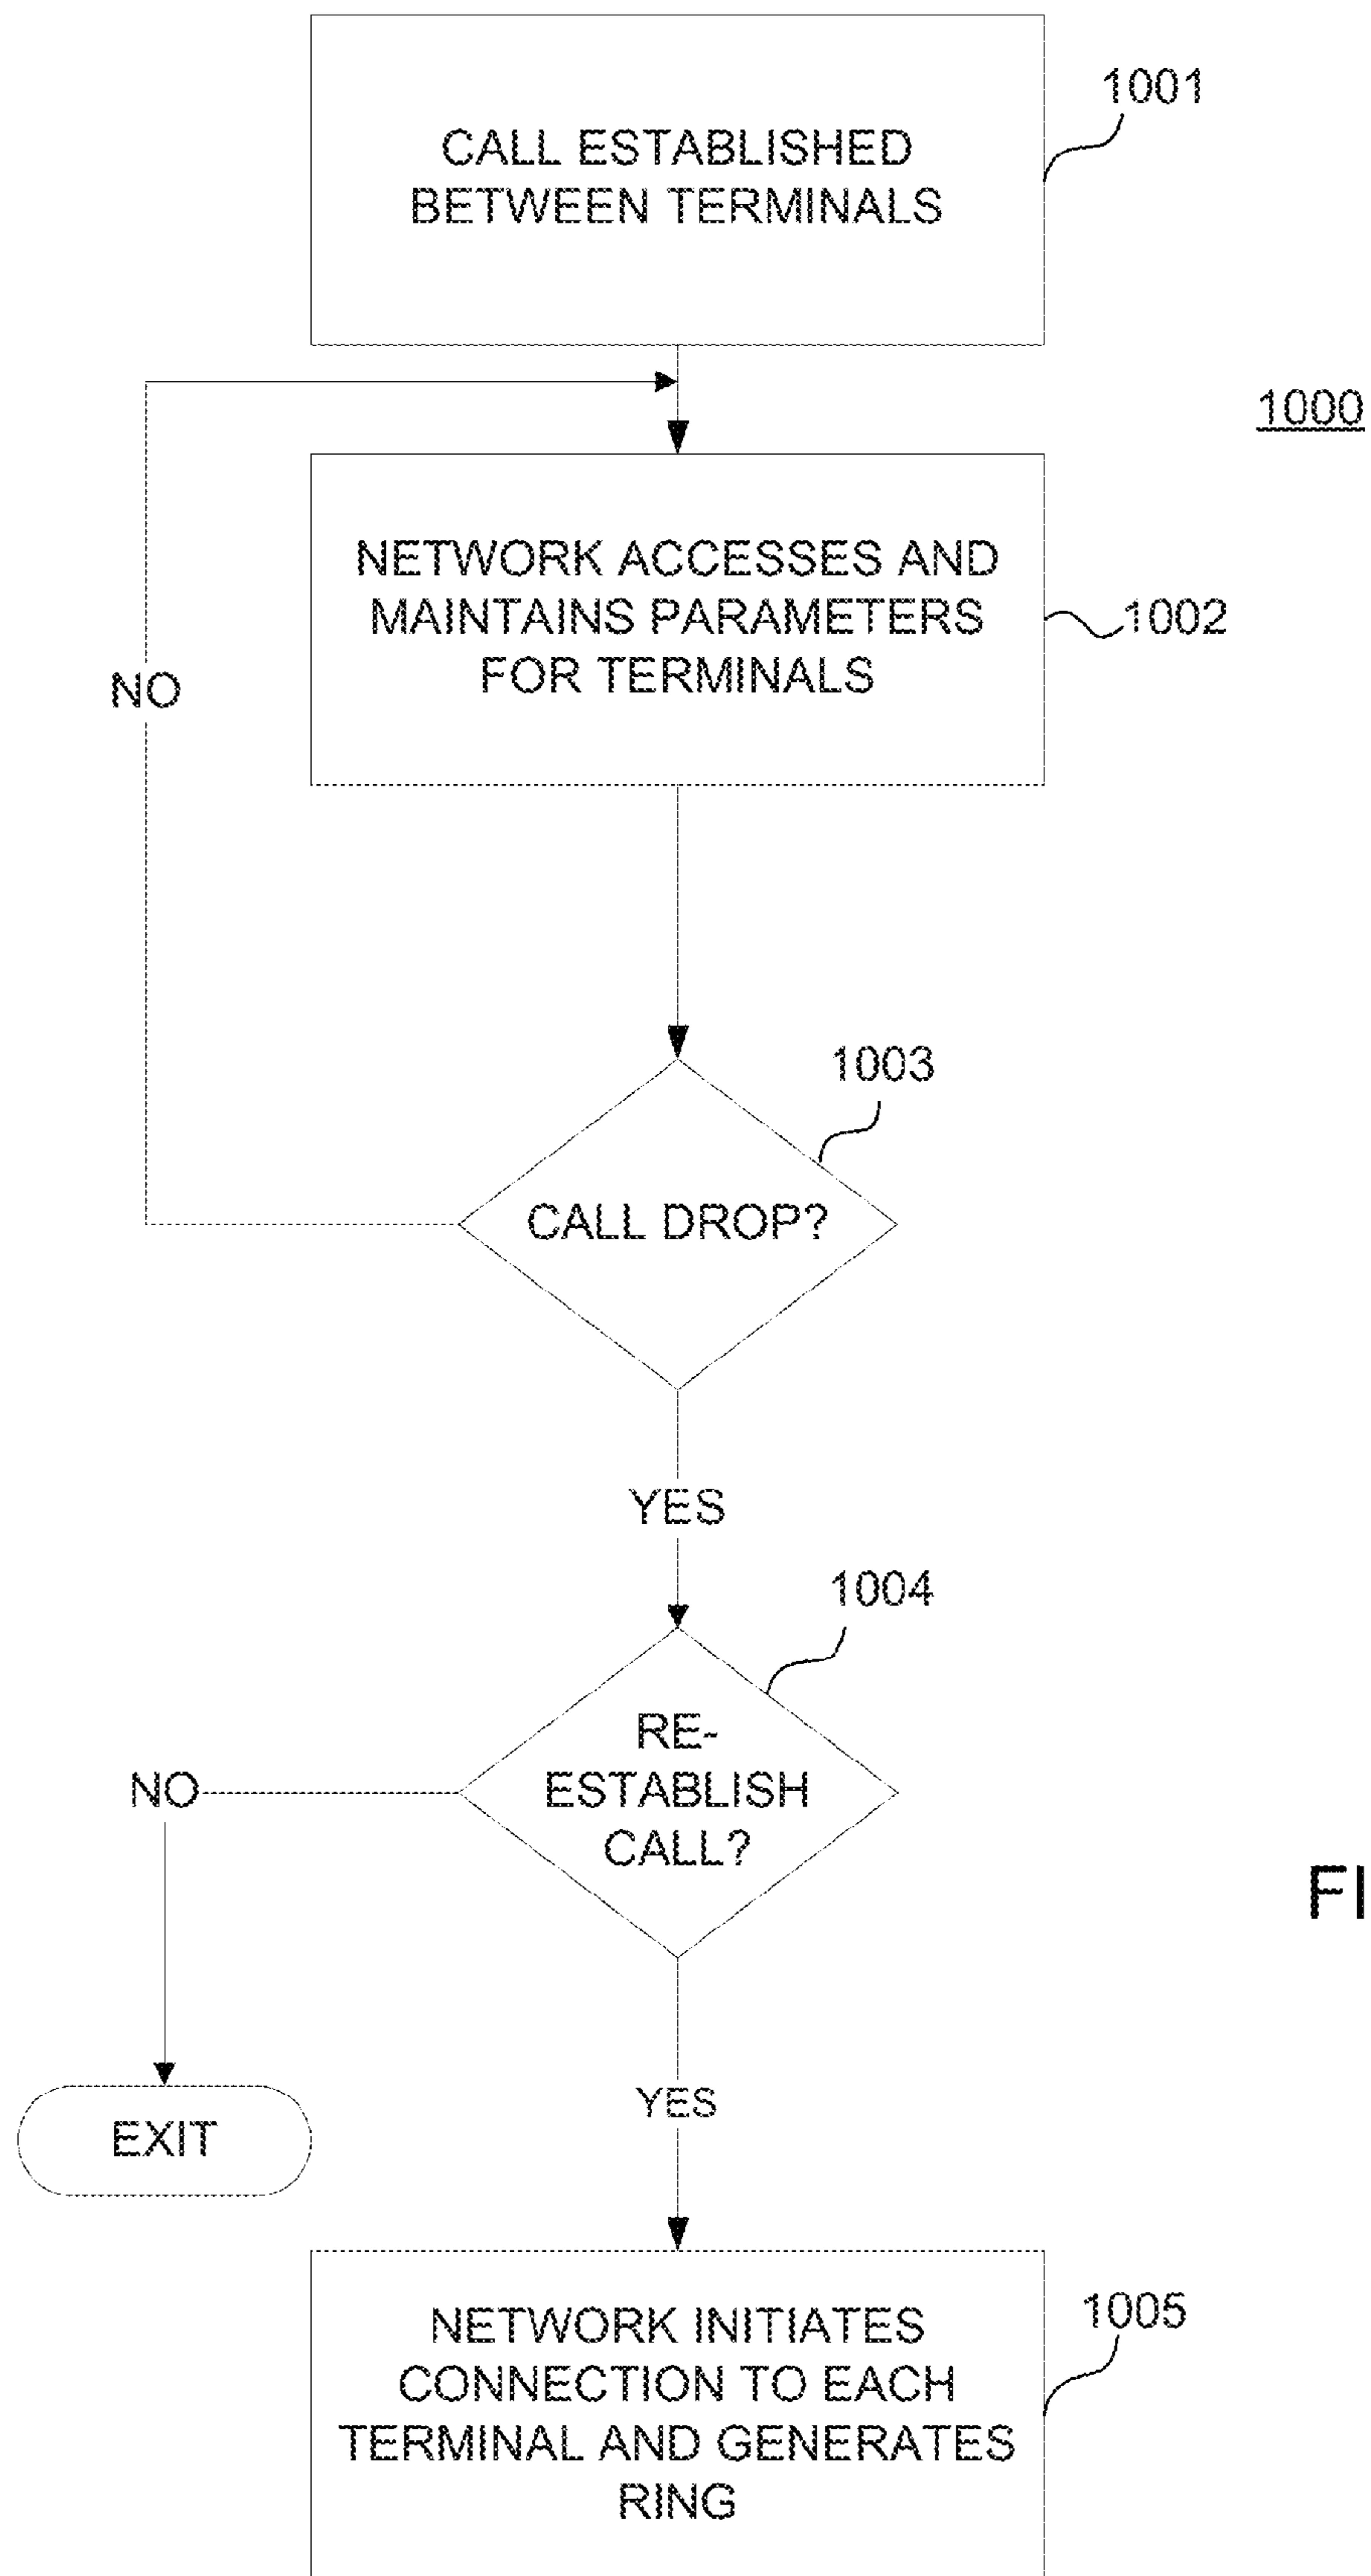 1001
CALL ESTABLISHED
BETWEEN TERMINALS
1000
NETWORK ACCESSES AND
MAINTAINS PARAMETERS
FOR TERMINALS
1002
NO
1003
CALL DROP?
YES
1004
RE-
ESTABLISH
CALL?
NO
FI
YES
EXIT
1005
NETWORK INITIATES
CONNECTION TO EACH
TERMINAL AND GENERATES
RING